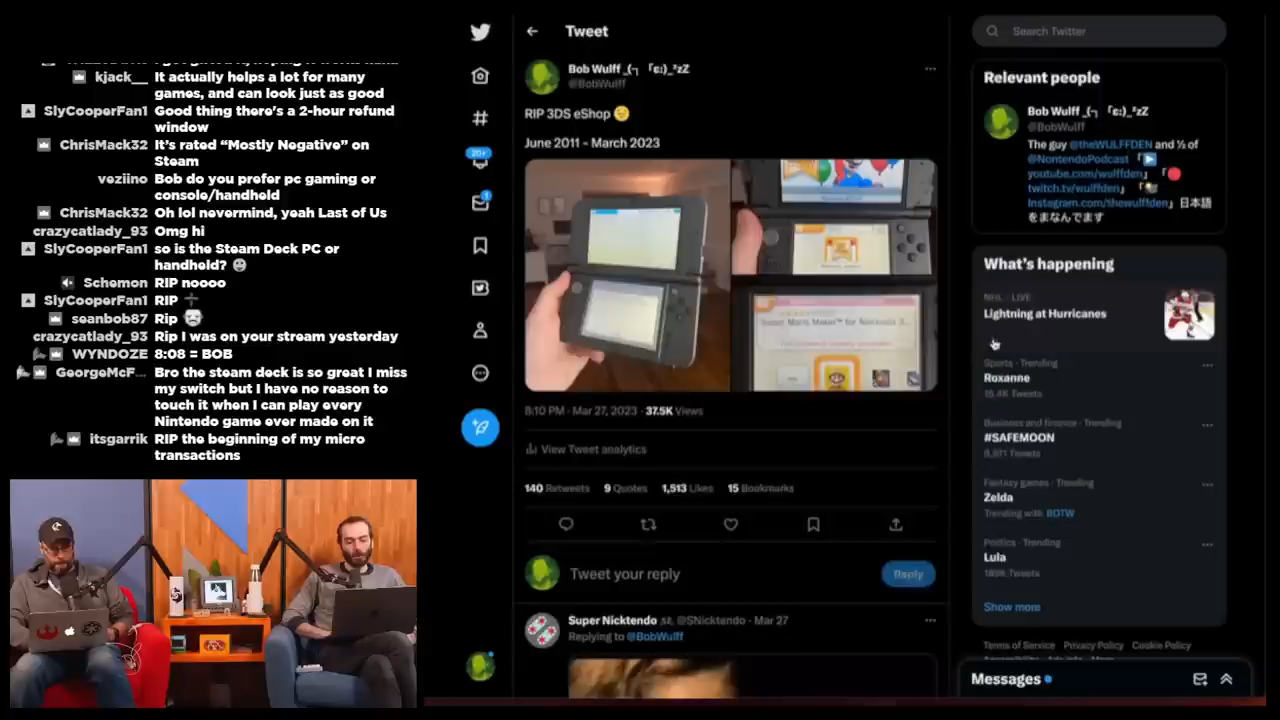 kjack__ It actually helps a lot for many
games, and can look just as good
SlyCooperFan1 Good thing there's a 2-hour refund
window
ChrisMack32 It's rated “Mostly Negative” on
Steam
veziino Bob do you prefer pc gaming or
console/handheld
ChrisMack32 Oh lol nevermind, yeah Last of Us
crazycatlady_93 Omg hi
SlyCooperFan1 so is the Steam Deck PC or
handheld?
Schemon RIP noooo
SlyCooperFan1 RIP
seanbob87 Rip
crazycatlady_93 Rip I was on your stream yesterday
WYNDOZE 8:08 = BOB
GeorgeMcF... Bro the steam deck is so great I miss
my switch but I have no reason to
touch it when I can play every
Nintendo game ever made on it
itsgarrik RIP the beginning of my micro
transactions
20+
1
Tweet
Bob Wulff
@BobWulff
RIP 3DS eShop
June 2011 - March 2023
8:10 PM · Mar 27, 2023 · 37.5K Views
View Tweet analytics
140 Retweets 9 Quotes 1,513 Likes 15 Bookmarks
Tweet your reply
Reply
Super Nicktendo @SNicktendo · Mar 27
Replying to @BobWulff
Search Twitter
Relevant people
Bob Wulff
@BobWulff
The guy @theWULFFDEN and ½ of
@NontendoPodcast
youtube.com/wulffden
twitch.tv/wulffden
Instagram.com/thewulffden 日本語
をまなんでます
What's happening
NHL · LIVE
Lightning at Hurricanes
Sports · Trending
Roxanne
Tweets
Business and finance · Trending
#SAFEMOON
Tweets
Fantasy games · Trending
Zelda
Trending with BOTW
Politics · Trending
Lula
Tweets
Show more
Terms of Service Privacy Policy Cookie Policy
Messages